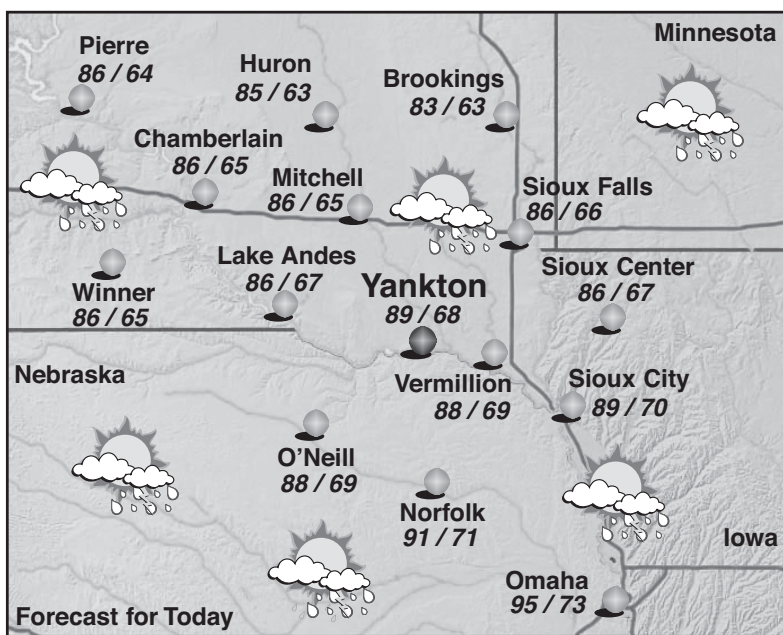 Pierre
86 / 64
Huron
85 / 63
Brookings
83 / 63
Minnesota
Chamberlain
86 / 65
Mitchell
86 / 65
Sioux Falls
86 / 66
Winner
86 / 65
Lake Andes
86 / 67
Yankton
89 / 68
Sioux Center
86 / 67
Nebraska
Vermillion
88 / 69
Sioux City
89 / 70
O'Neill
88 / 69
Norfolk
91 / 71
Iowa
Omaha
95 / 73
Forecast for Today